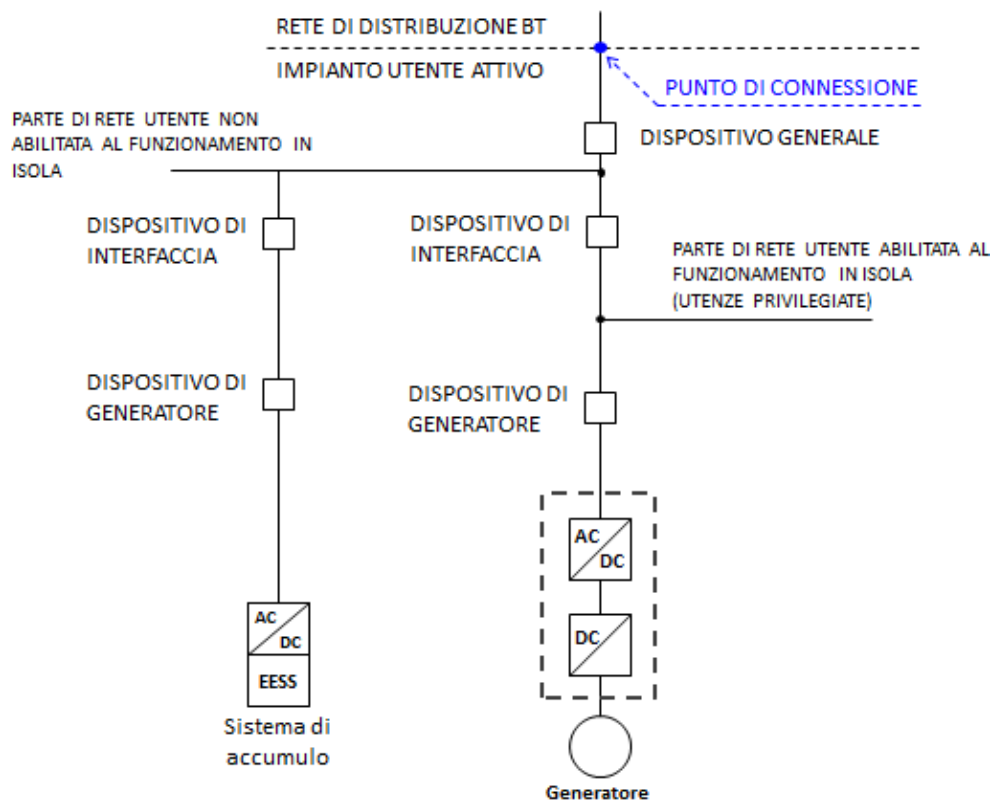 RETE DI DISTRIBUZIONE BT
IMPIANTO UTENTE ATTIVO
PUNTO DI CONNESSIONE
PARTE DI RETE UTENTE NON
ABILITATA AL FUNZIONAMENTO IN
ISOLA
DISPOSITIVO GENERALE
DISPOSITIVO DI
INTERFACCIA
DISPOSITIVO DI
INTERFACCIA
PARTE DI RETE UTENTE ABILITATA AL
FUNZIONAMENTO IN ISOLA
(UTENZE PRIVILEGIATE)
DISPOSITIVO DI
GENERATORE
DISPOSITIVO DI
GENERATORE
AC
DC
DC
AC
DC
EESS
Sistema di
accumulo
Generatore